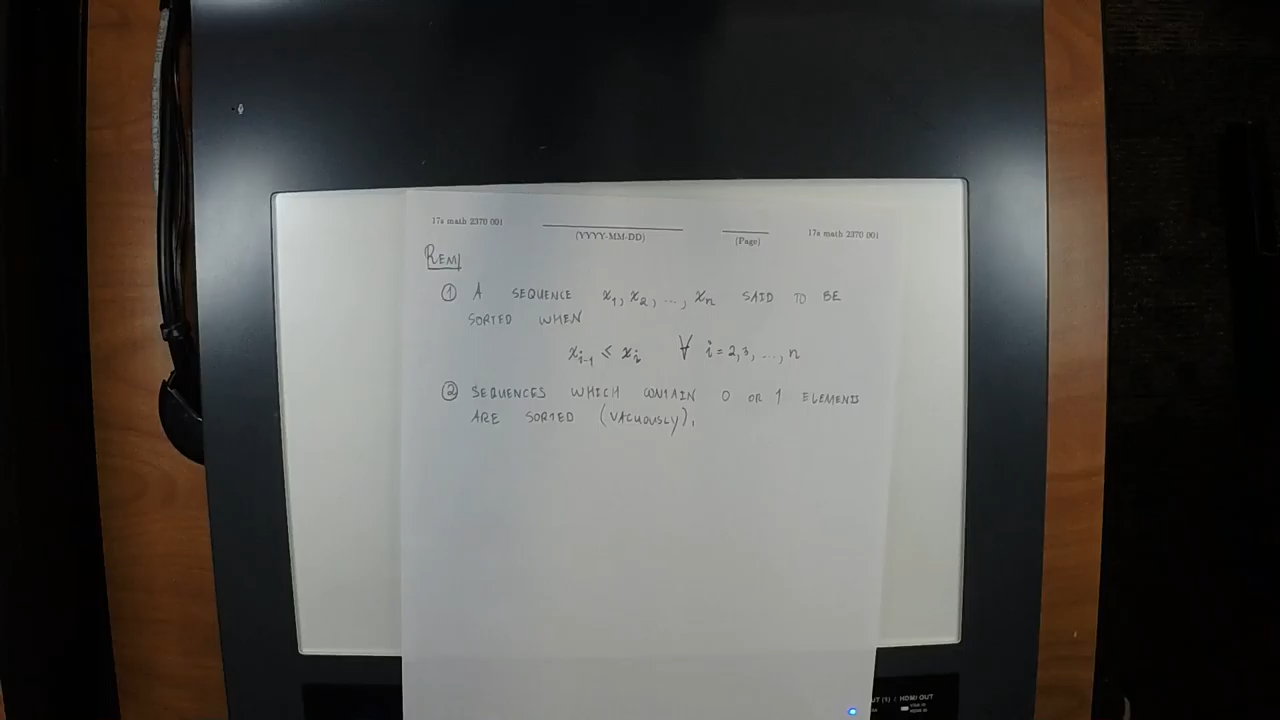 17s math 2370 001
(YYYY-MM-DD)
(Page)
17s math 2370 001
REM
① A SEQUENCE x₁, x₂, ..., xₙ SAID TO BE
SORTED WHEN
xᵢ₋₁ ≤ xᵢ ∀ i = 2, 3, ..., n
② SEQUENCES WHICH CONTAIN 0 OR 1 ELEMENTS
ARE SORTED (VACUOUSLY).
HDMI OUT